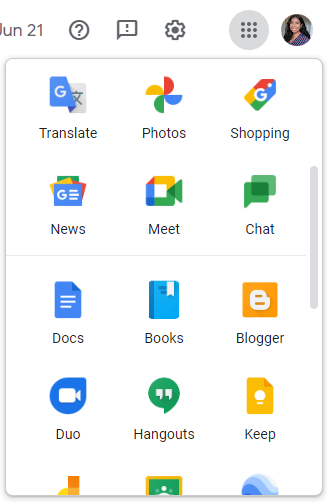 Jun 21
Translate Photos Shopping
News Meet Chat
Docs Books Blogger
Duo Hangouts Keep